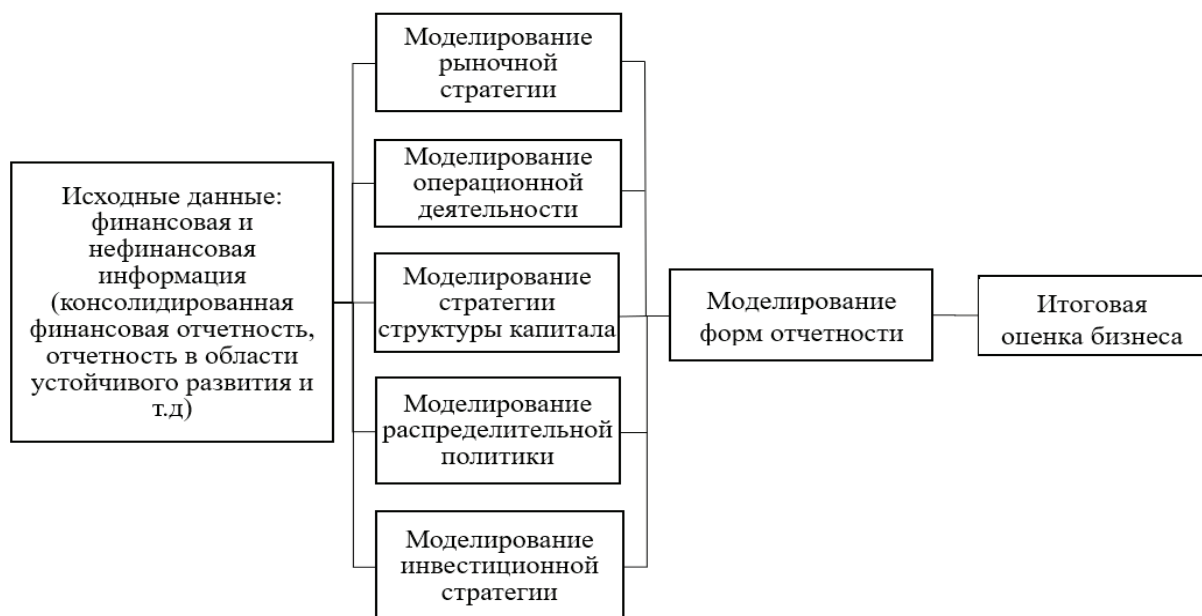 Исходные данные:
финансовая и
нефинансовая
информация
(консолидированная
финансовая отчетность,
отчетность в области
устойчивого развития и
т.д)
Моделирование
рыночной
стратегии
Моделирование
операционной
деятельности
Моделирование
стратегии
структуры капитала
Моделирование
распределительной
политики
Моделирование
инвестиционной
стратегии
Моделирование
форм отчетности
Итоговая
оценка бизнеса